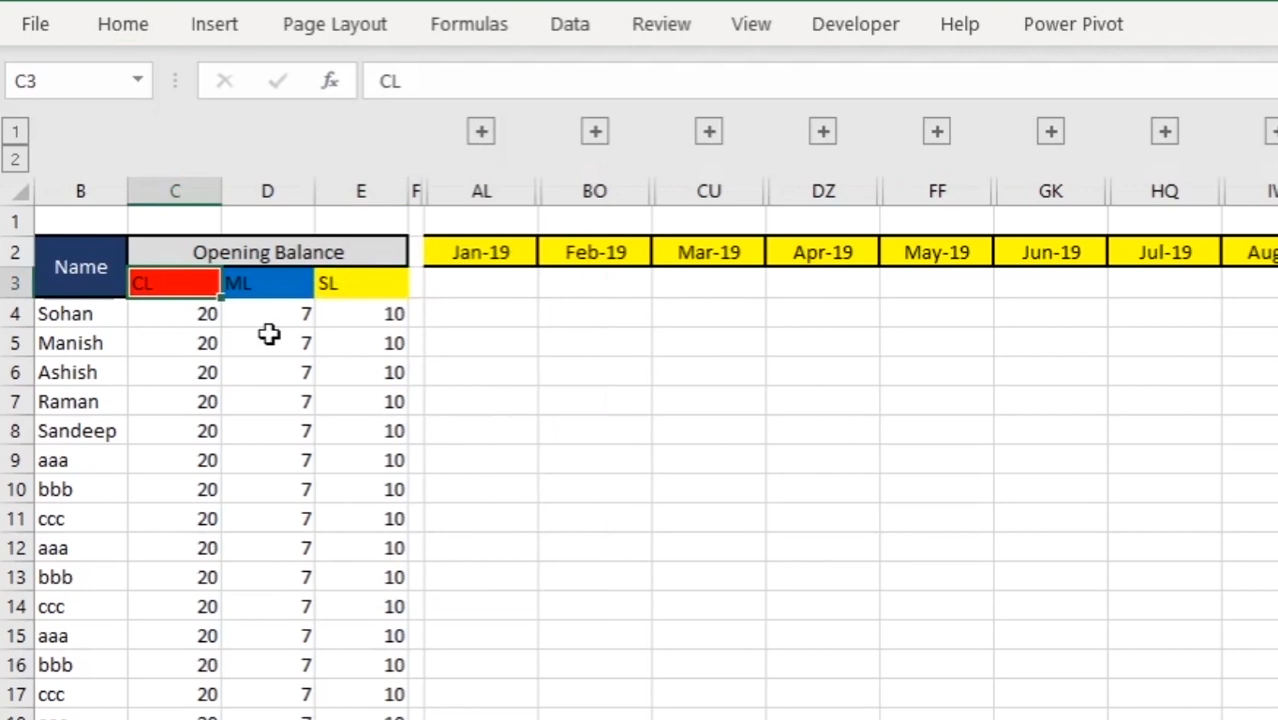 File Home Insert Page Layout Formulas Data Review View Developer Help Power Pivot
C3 fx CL
1 + + + + + + +
2
B C D E F AL BO CU DZ FF GK HQ
1
2 Name Opening Balance Jan-19 Feb-19 Mar-19 Apr-19 May-19 Jun-19 Jul-19 Aug
3 CL ML SL
4 Sohan 20 7 10
5 Manish 20 7 10
6 Ashish 20 7 10
7 Raman 20 7 10
8 Sandeep 20 7 10
9 aaa 20 7 10
10 bbb 20 7 10
11 ccc 20 7 10
12 aaa 20 7 10
13 bbb 20 7 10
14 ccc 20 7 10
15 aaa 20 7 10
16 bbb 20 7 10
17 ccc 20 7 10